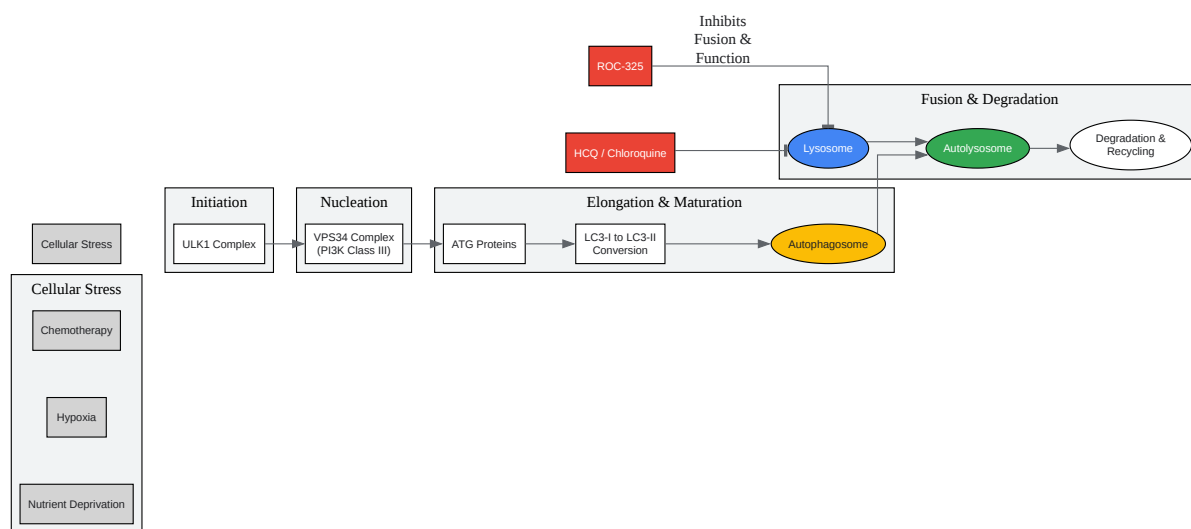 Inhibits
Fusion &
Function
ROC-325
Fusion & Degradation
HCQ / Chloroquine
Lysosome
Autolysosome
Degradation &
Recycling
Initiation
Nucleation
Elongation & Maturation
Cellular Stress
ULK1 Complex
VPS34 Complex
(PI3K Class III)
ATG Proteins
LC3-I to LC3-II
Conversion
Autophagosome
Cellular Stress
Chemotherapy
Hypoxia
Nutrient Deprivation